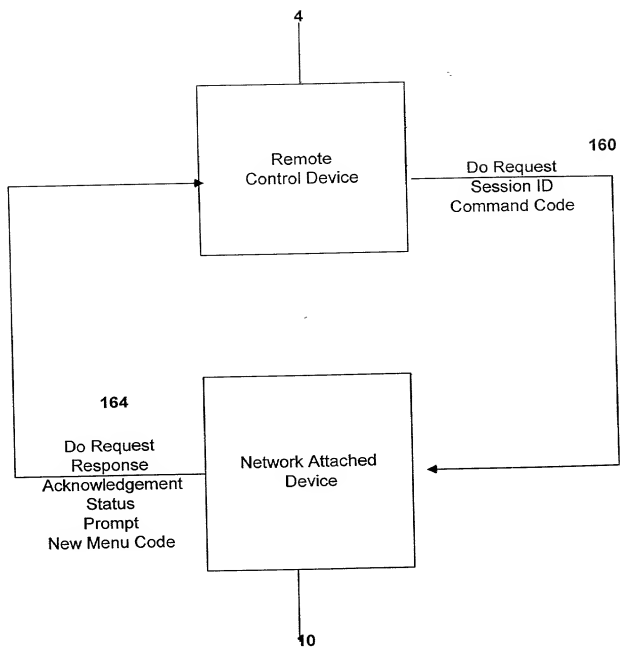 4
Remote
Control Device
160
Do Request
Session ID
Command Code
164
Do Request
Response
Acknowledgement
Status
Prompt
New Menu Code
Network Attached
Device
10